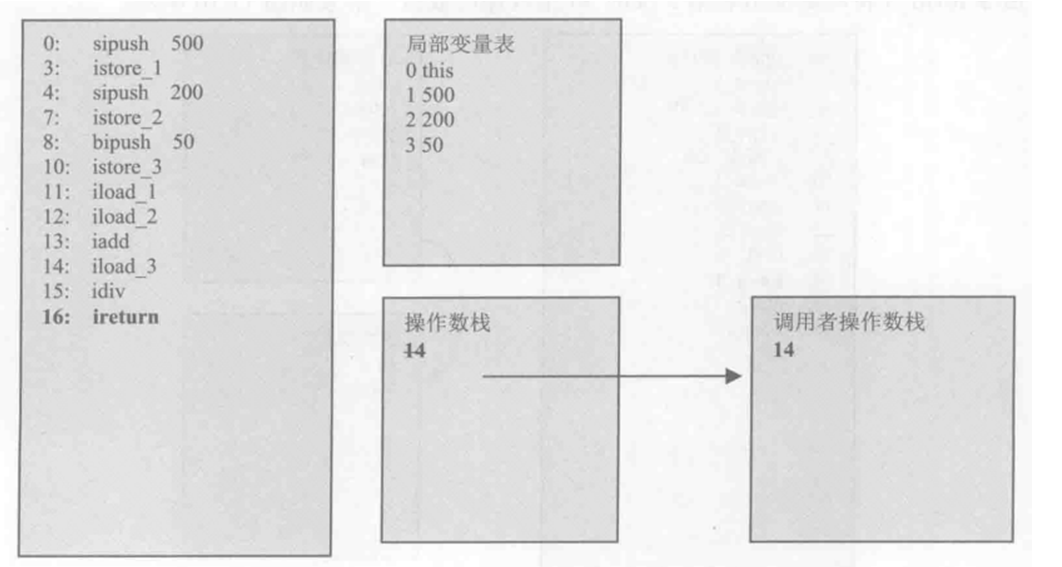 0: sipush 500
3: istore_1
4: sipush 200
7: istore_2
8: bipush 50
10: istore_3
11: iload_1
12: iload_2
13: iadd
14: iload_3
15: idiv
16: ireturn
局部变量表
0 this
1 500
2 200
3 50
操作数栈
14
调用者操作数栈
14